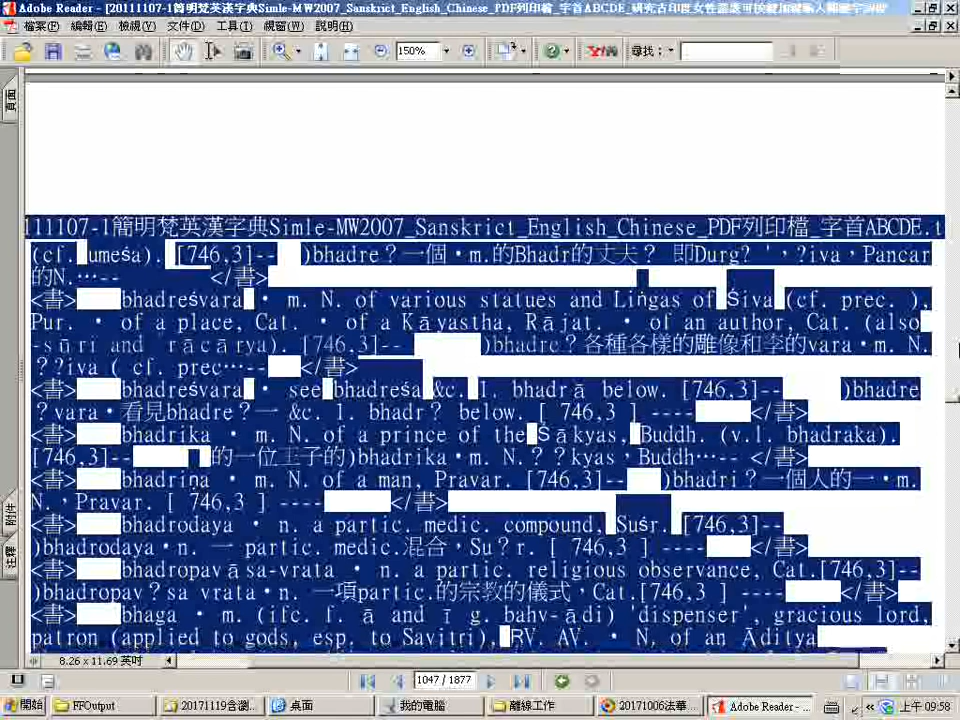 Adobe Reader - [20111107-1簡明梵英漢字典Simle-MW2007_Sanskrict_English_Chinese_PDF列印檔_字首ABCDE_研究古印度女性
檔案(F) 編輯(E) 檢視(V) 文件(D) 工具(T) 視窗(W) 說明(H)
150% 尋找:
頁面
111107-1簡明梵英漢字典Simle-MW2007_Sanskrict_English_Chinese_PDF列印檔_字首ABCDE.t
(cf. umeśa). [746,3]-- )bhadre？一個・m.的Bhadr的丈夫？ 即Durg? '，?iva，Pancar
的N.…-- </書>
<書> bhadreśvara ・ m. N. of various statues and Liṅgas of Śiva (cf. prec. ),
Pur. ・ of a place, Cat. ・ of a Kāyastha, Rājat. ・ of an author, Cat. (also
-sūri and rācārya). [746,3]-- )bhadre？各種各樣的雕像和李的vara・m. N.
？?iva ( cf. prec…-- </書>
<書> bhadreśvara ・ see bhadreśa &c. l. bhadrā below. [746,3]-- )bhadre
？vara・看見bhadre？一 &c. l. bhadr? below. [ 746,3 ] ---- </書>
<書> bhadrika ・ m. N. of a prince of the Śākyas, Buddh. (v.l. bhadraka).
[746,3]-- 的一位王子的)bhadrika・m. N.？？kyas，Buddh…-- </書>
<書> bhadriṇa ・ m. N. of a man, Pravar. [746,3]-- )bhadri？一個人的一・m.
N.，Pravar. [ 746,3 ] ---- </書>
<書> bhadrodaya ・ n. a partic. medic. compound, Suśr. [746,3]--
)bhadrodaya・n. 一 partic. medic.混合，Su？r. [ 746,3 ] ---- </書>
<書> bhadropavāsa-vrata ・ n. a partic. religious observance, Cat.[746,3]--
)bhadropav？sa vrata・n. 一項partic.的宗教的儀式，Cat.[746,3 ] ---- </書>
<書> bhaga ・ m. (ifc. f. ā and ī g. bahv-ādi) 'dispenser', gracious lord,
patron (applied to gods, esp. to Savitṛi), ṚV. AV. ・ N. of an Āditya
附件
註釋
8.26 x 11.69 英吋
1047 / 1877
開始 FFOutput 20171119含瀏... 桌面 我的電腦 離線工作 20171006法華... Adobe Reader - ... 上午 09:58